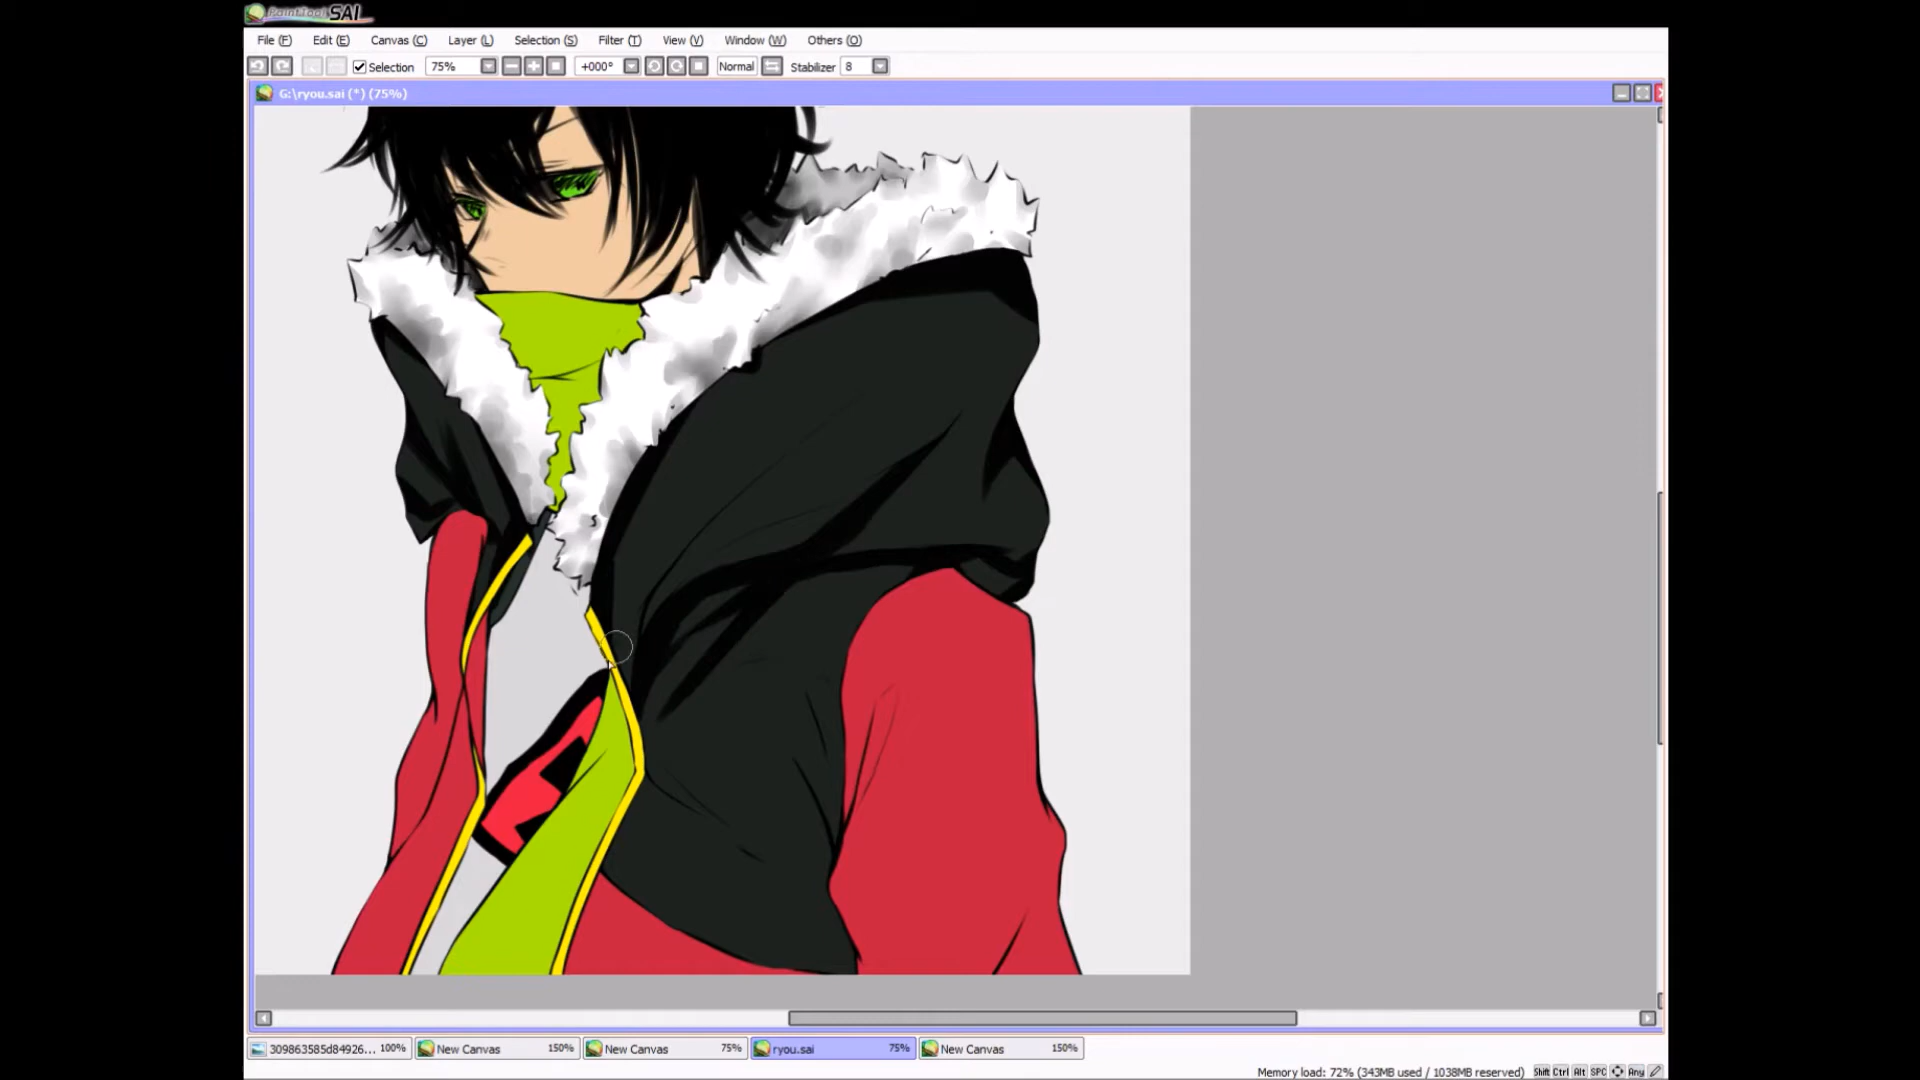 PaintTool SAI
File (F) Edit (E) Canvas (C) Layer (L) Selection (S) Filter (T) View (V) Window (W) Others (O)
Selection 75% +000° Normal Stabilizer 8
G:\ryou.sai (*) (75%)
309863585d84926... 100% New Canvas 150% New Canvas 75% ryou.sai 75% New Canvas 150%
Memory load: 72% (343MB used / 1038MB reserved) Shift Ctrl Alt SPC Any